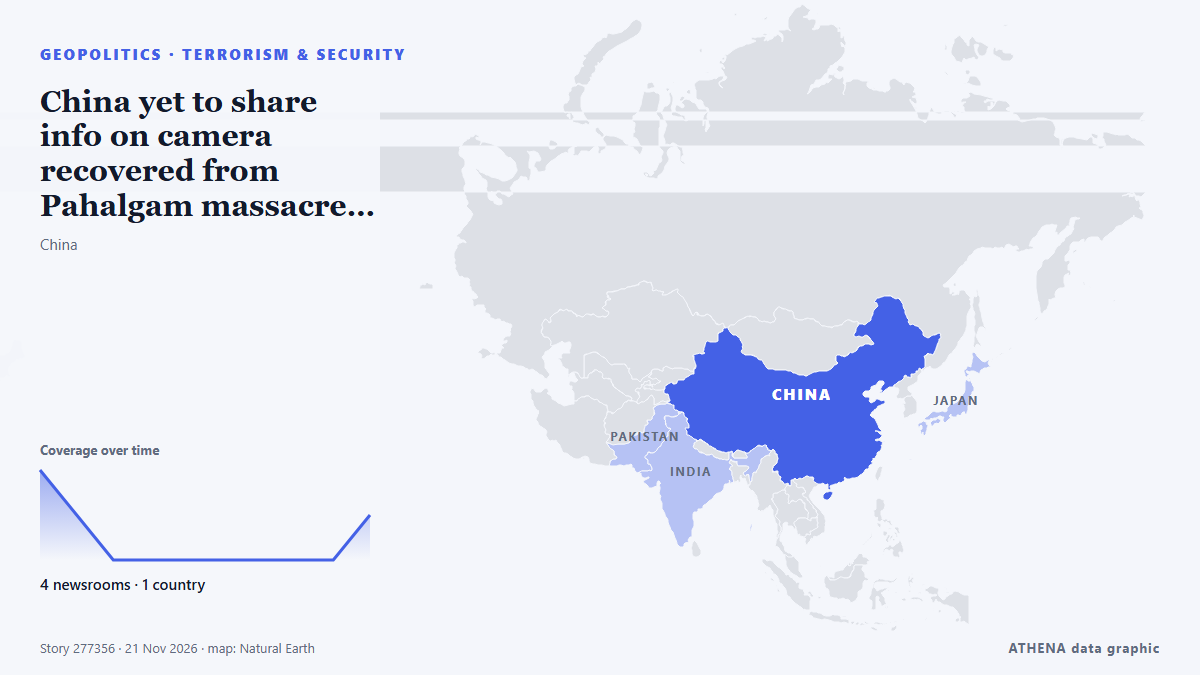 GEOPOLITICS · TERRORISM & SECURITY
China yet to share
info on camera
recovered from
Pahalgam massacre...
China
CHINA
JAPAN
PAKISTAN
INDIA
Coverage over time
4 newsrooms · 1 country
Story 277356 · 21 Nov 2026 · map: Natural Earth
ATHENA data graphic